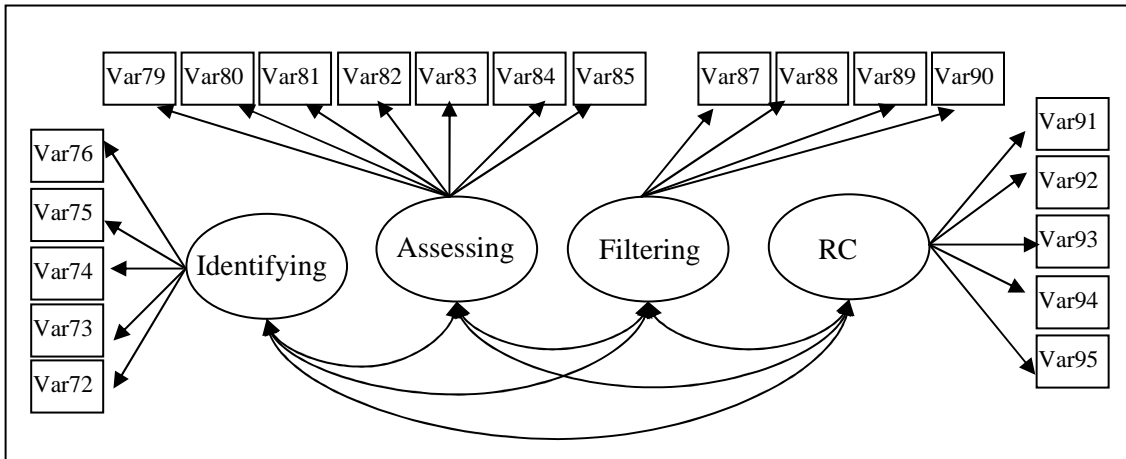 Var79 Var80 Var81 Var82 Var83 Var84 Var85 Var87 Var88 Var89 Var90
Var91
Var76
Var92
Var75
Var93
Var74
Var94
Var73
Var95
Var72
Identifying Assessing Filtering RC